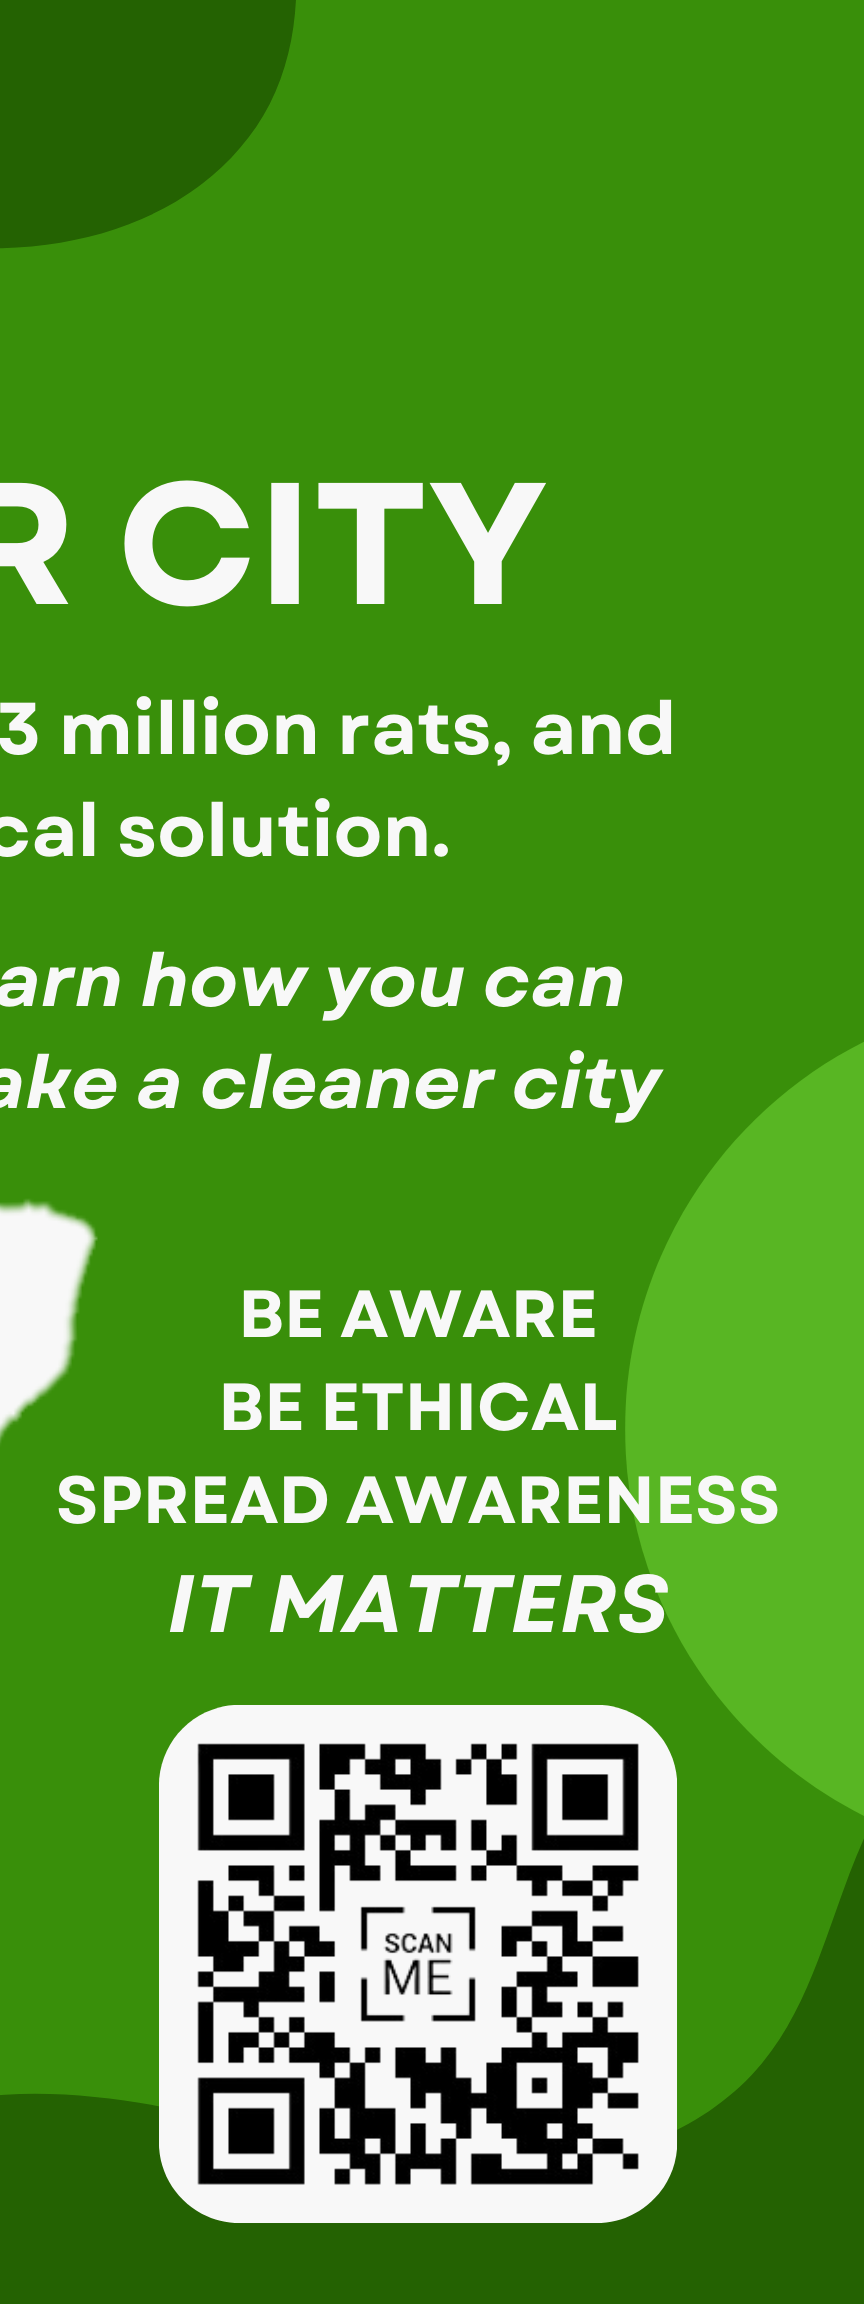 R CITY
3 million rats, and
cal solution.
arn how you can
ake a cleaner city
BE AWARE
BE ETHICAL
SPREAD AWARENESS
IT MATTERS
SCAN
ME